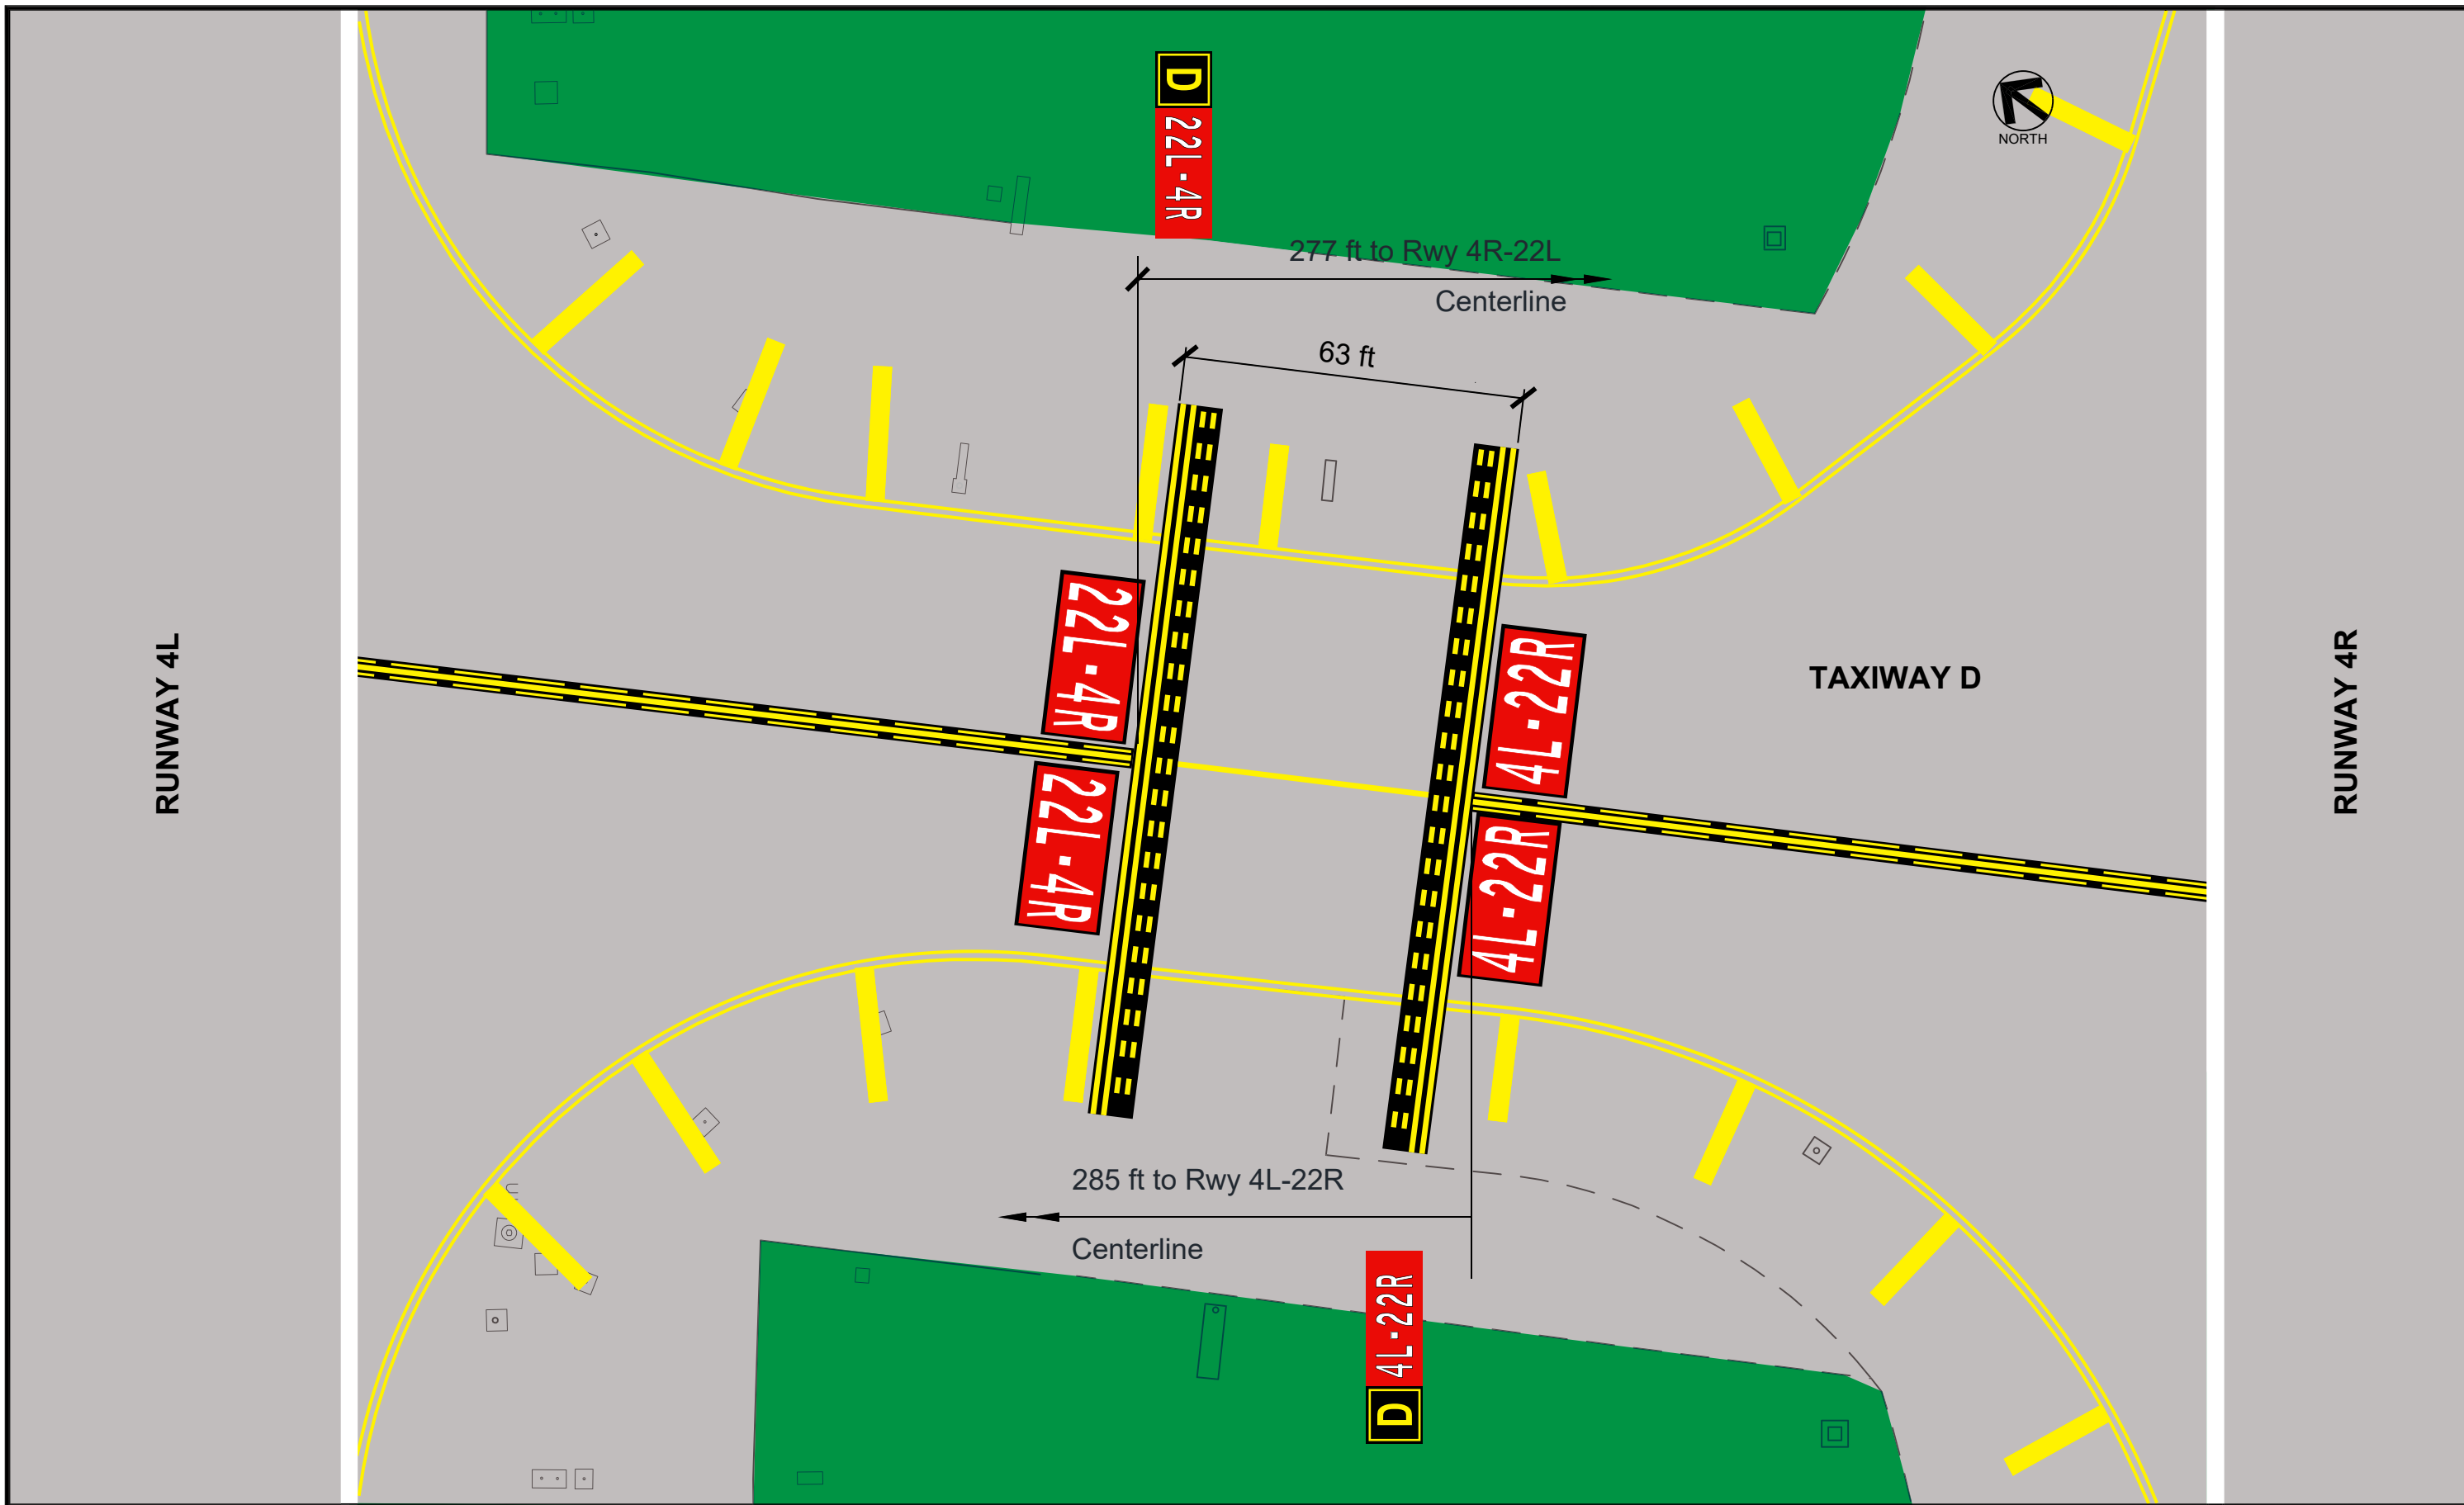 D
22L-4R
NORTH
277 ft to Rwy 4R-22L
Centerline
63 ft
22L-4R
4L-22R
RUNWAY 4L
TAXIWAY D
RUNWAY 4R
22L-4R
4L-22R
285 ft to Rwy 4L-22R
Centerline
4L-22R
D